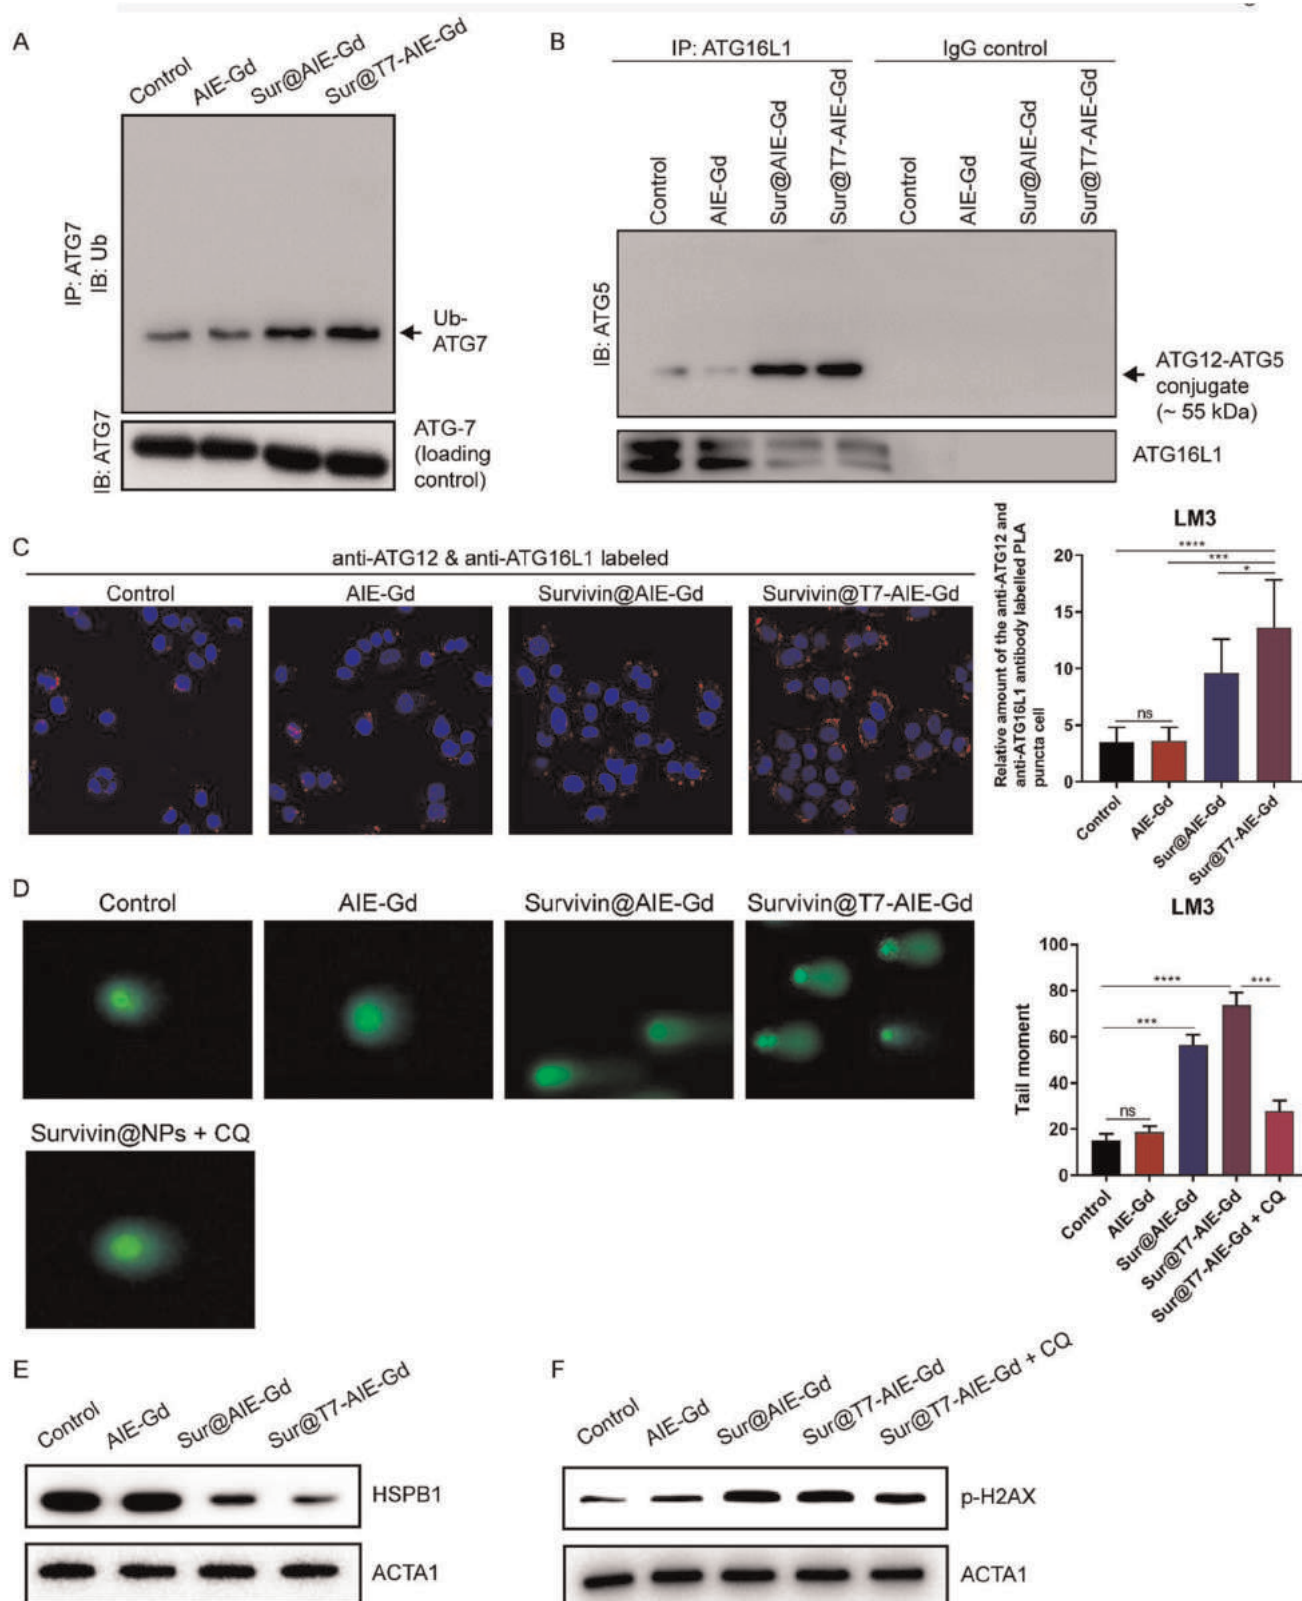 A
Control
AIE-Gd
Sur@AIE-Gd
Sur@T7-AIE-Gd
IP: ATG7
IB: Ub
Ub-
ATG7
IB: ATG7
ATG-7
(loading
control)
B
IP: ATG16L1
IgG control
Control
AIE-Gd
Sur@AIE-Gd
Sur@T7-AIE-Gd
Control
AIE-Gd
Sur@AIE-Gd
Sur@T7-AIE-Gd
IB: ATG5
ATG12-ATG5
conjugate
(~ 55 kDa)
ATG16L1
C
anti-ATG12 & anti-ATG16L1 labeled
Control
AIE-Gd
Survivin@AIE-Gd
Survivin@T7-AIE-Gd
LM3
Relative amount of the anti-ATG12 and
anti-ATG16L1 antibody labelled PLA
puncta cell
20
15
10
5
0
ns
****
***
*
Control
AIE-Gd
Sur@AIE-Gd
Sur@T7-AIE-Gd
D
Control
AIE-Gd
Survivin@AIE-Gd
Survivin@T7-AIE-Gd
Survivin@NPs + CQ
LM3
Tail moment
100
80
60
40
20
0
ns
***
****
***
Control
AIE-Gd
Sur@AIE-Gd
Sur@T7-AIE-Gd
Sur@T7-AIE-Gd + CQ
E
Control
AIE-Gd
Sur@AIE-Gd
Sur@T7-AIE-Gd
HSPB1
ACTA1
F
Control
AIE-Gd
Sur@AIE-Gd
Sur@T7-AIE-Gd
Sur@T7-AIE-Gd + CQ
p-H2AX
ACTA1